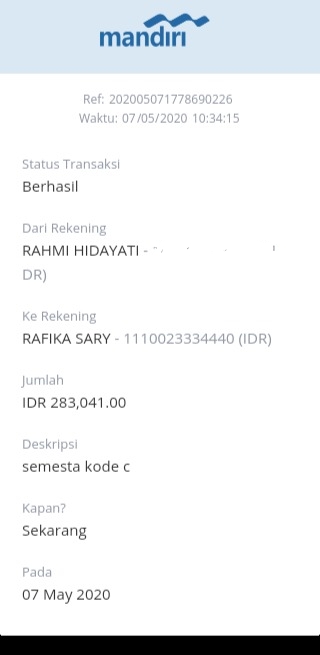 mandiri
Ref: 202005071778690226
Waktu: 07/05/2020 10:34:15
Status Transaksi
Berhasil
Dari Rekening
RAHMI HIDAYATI -
DR)
Ke Rekening
RAFIKA SARY - 1110023334440 (IDR)
Jumlah
IDR 283,041.00
Deskripsi
semesta kode c
Kapan?
Sekarang
Pada
07 May 2020